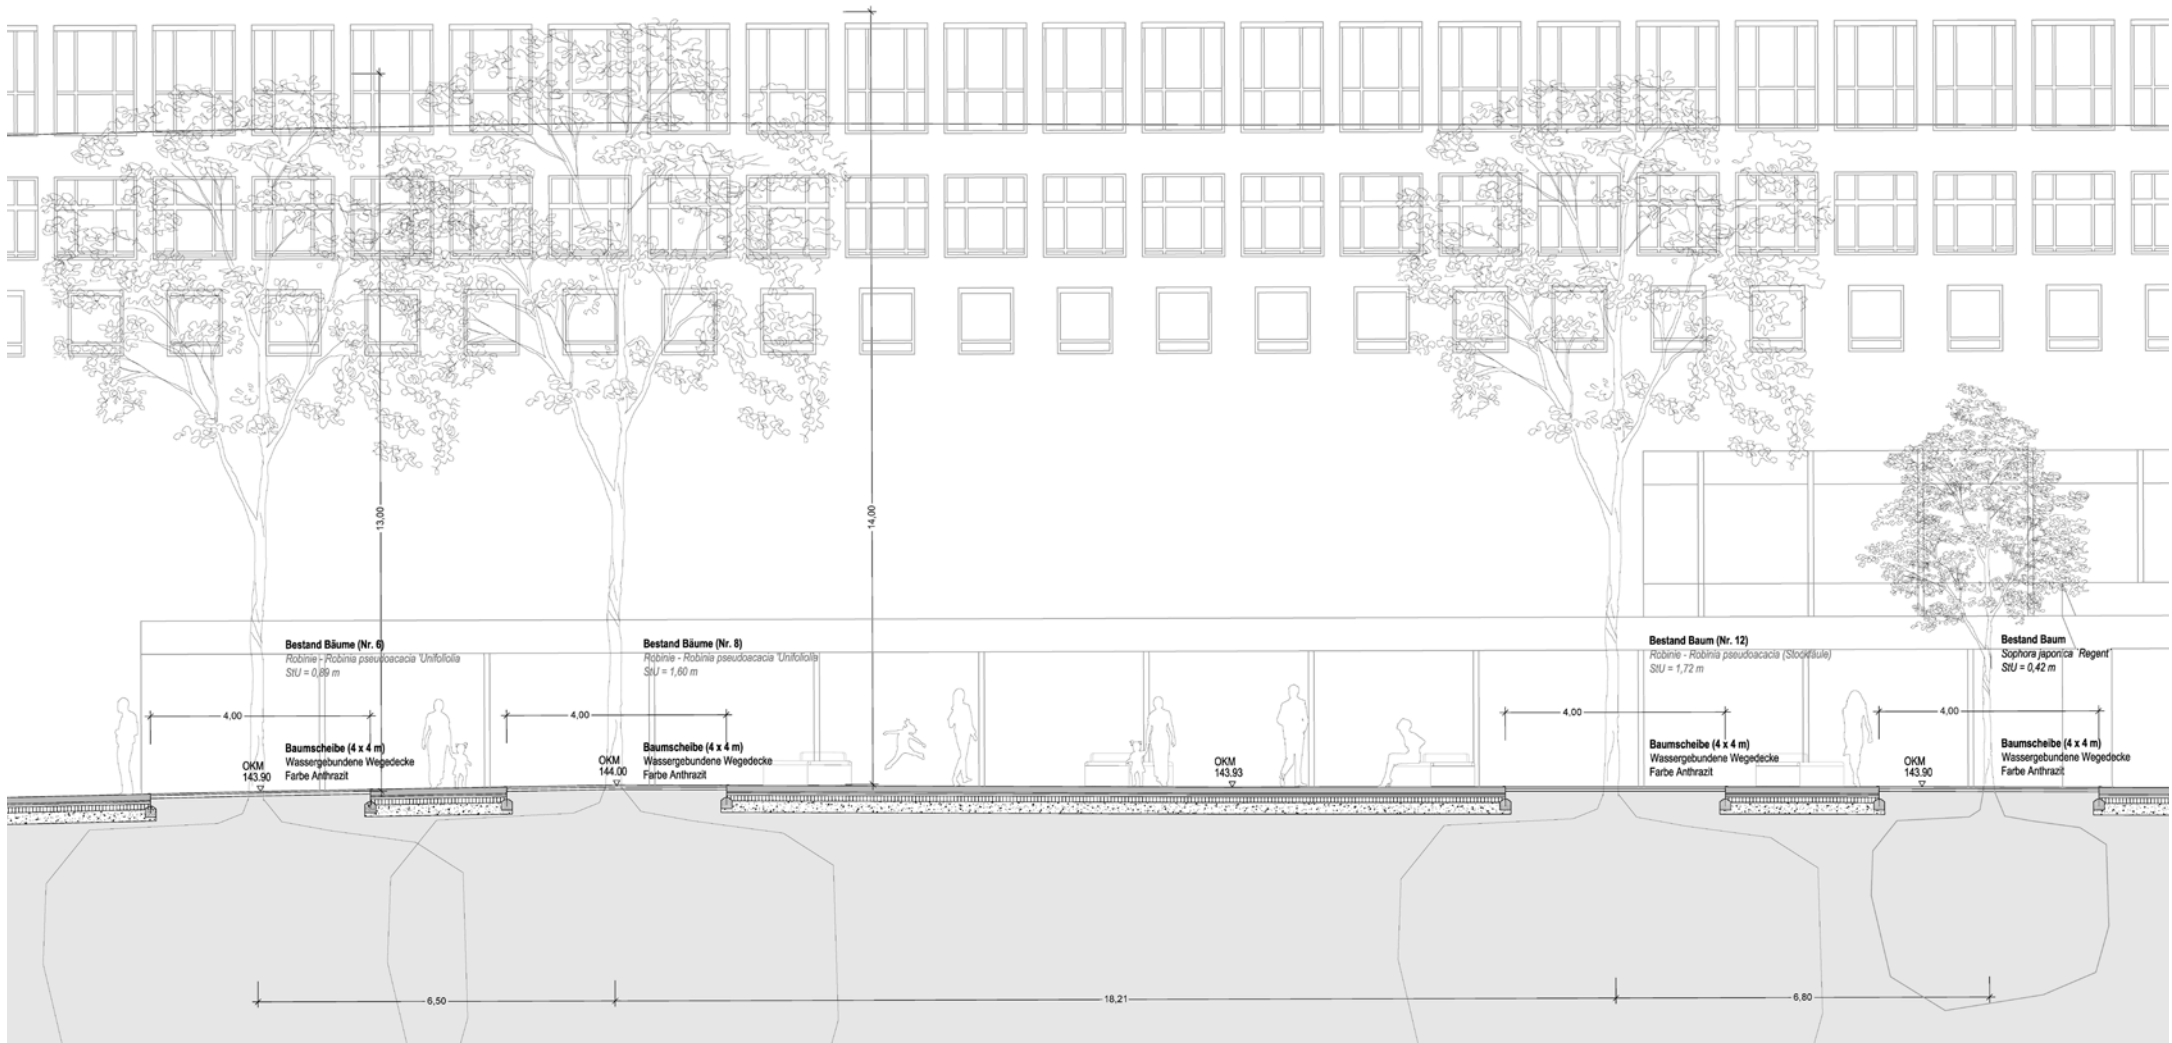 13,00
14,00
Bestand Bäume (Nr. 6)
Robinie - Robinia pseudoacacia 'Unifoliolia
StU = 0,89 m
Bestand Bäume (Nr. 8)
Robinie - Robinia pseudoacacia 'Unifoliolia
StU = 1,60 m
Bestand Baum (Nr. 12)
Robinie - Robinia pseudoacacia (Stockfäule)
StU = 1,72 m
Bestand Baum
Sophora japonica 'Regent'
StU = 0,42 m
4,00
4,00
4,00
4,00
OKM
143.90
Baumscheibe (4 x 4 m)
Wassergebundene Wegedecke
Farbe Anthrazit
OKM
144.00
Baumscheibe (4 x 4 m)
Wassergebundene Wegedecke
Farbe Anthrazit
OKM
143.93
Baumscheibe (4 x 4 m)
Wassergebundene Wegedecke
Farbe Anthrazit
OKM
143.90
Baumscheibe (4 x 4 m)
Wassergebundene Wegedecke
Farbe Anthrazit
6,50
18,21
6,80